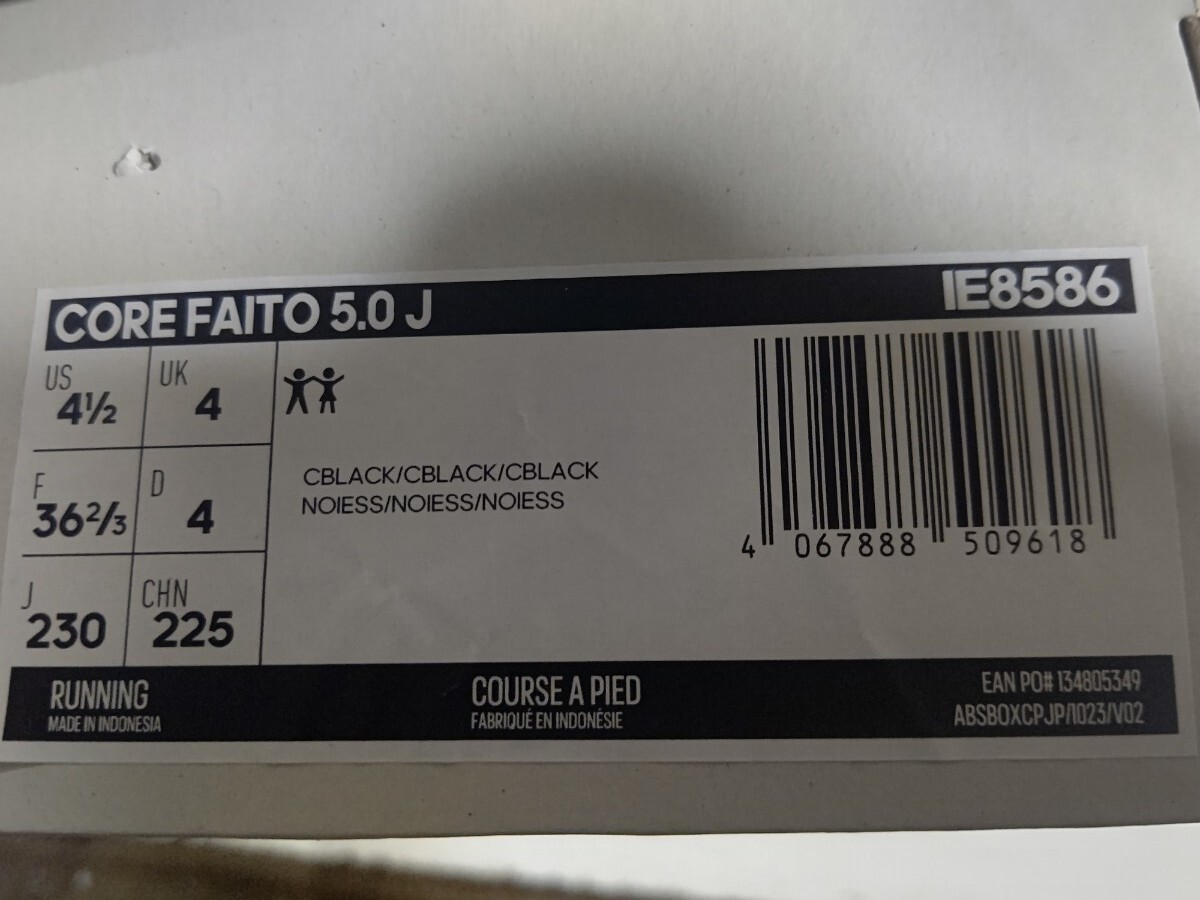 CORE FAITO 5.0 J
IE8586
US
4½
UK
4
F
36⅔
D
4
J
230
CHN
225
CBLACK/CBLACK/CBLACK
NOIESS/NOIESS/NOIESS
4 067888 509618
RUNNING
MADE IN INDONESIA
COURSE A PIED
FABRIQUÉ EN INDONÉSIE
EAN PO# 134805349
ABSBOXCPJP/1023/V02